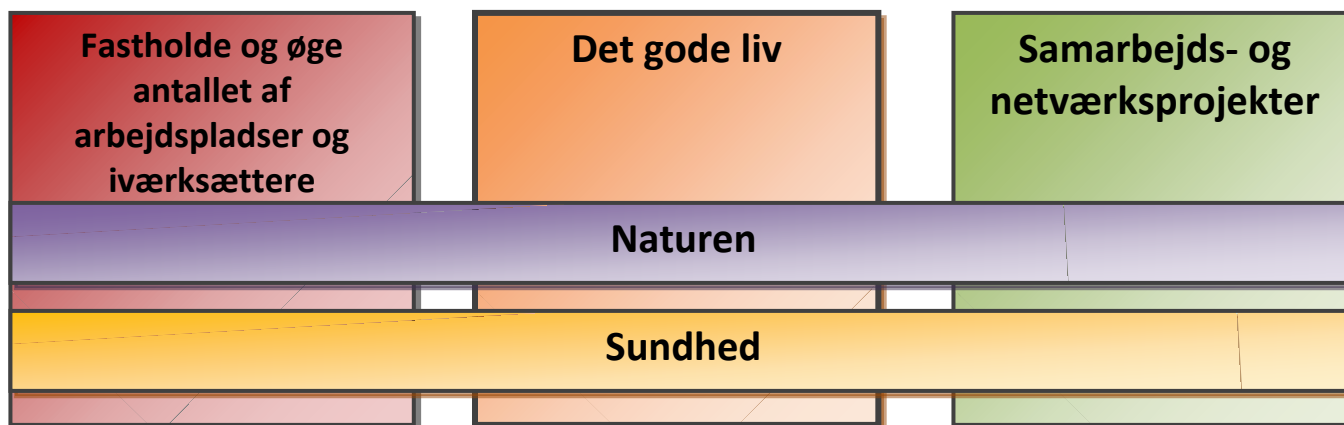 Fastholde og øge
antallet af
arbejdspladser og
iværksættere
Det gode liv
Samarbejds- og
netværksprojekter
Naturen
Sundhed